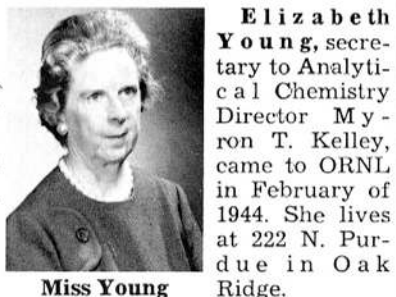 Elizabeth
Young, secre-
tary to Analyti-
cal Chemistry
Director My-
ron T. Kelley,
came to ORNL
in February of
1944. She lives
at 222 N. Pur-
due in Oak
Ridge.
Miss Young